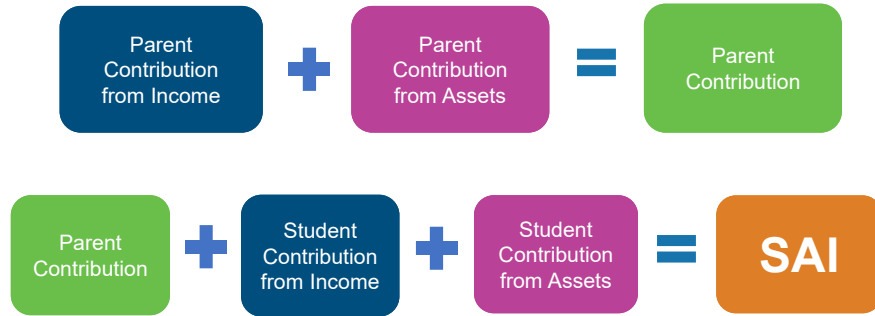 Parent
Contribution
from Income
Parent
Contribution
from Assets
Parent
Contribution
Parent
Contribution
Student
Contribution
from Income
Student
Contribution
from Assets
SAI